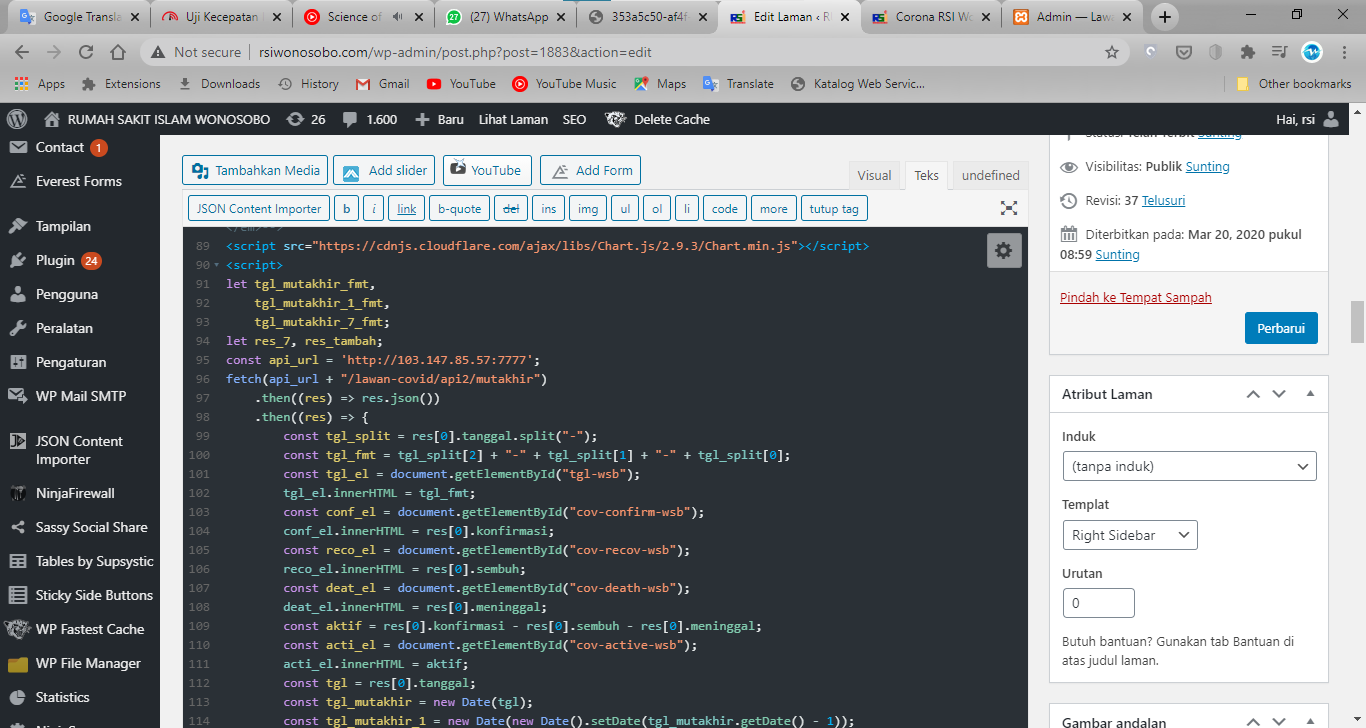 Google Transla
Uji Kecepatan
Science of
(27) WhatsApp
353a5c50-af4f
Edit Laman ‹ R
Corona RSI Wo
Admin — Lawa
Not secure
rsiwonosobo.com/wp-admin/post.php?post=1883&action=edit
Apps
Extensions
Downloads
History
Gmail
YouTube
YouTube Music
Maps
Translate
Katalog Web Servic...
Other bookmarks
RUMAH SAKIT ISLAM WONOSOBO
26
1.600
Baru
Lihat Laman
SEO
Delete Cache
Hai, rsi
Contact 1
Everest Forms
Tampilan
Plugin 24
Pengguna
Peralatan
Pengaturan
WP Mail SMTP
JSON Content
Importer
NinjaFirewall
Sassy Social Share
Tables by Supsystic
Sticky Side Buttons
WP Fastest Cache
WP File Manager
Statistics
Tambahkan Media
Add slider
YouTube
Add Form
Visual
Teks
undefined
JSON Content Importer
b
i
link
b-quote
del
ins
img
ul
ol
li
code
more
tutup tag
</em>-->
89 <script src="https://cdnjs.cloudflare.com/ajax/libs/Chart.js/2.9.3/Chart.min.js"></script>
90 <script>
91 let tgl_mutakhir_fmt,
92 tgl_mutakhir_1_fmt,
93 tgl_mutakhir_7_fmt;
94 let res_7, res_tambah;
95 const api_url = 'http://103.147.85.57:7777';
96 fetch(api_url + "/lawan-covid/api2/mutakhir")
97 .then((res) => res.json())
98 .then((res) => {
99 const tgl_split = res[0].tanggal.split("-");
100 const tgl_fmt = tgl_split[2] + "-" + tgl_split[1] + "-" + tgl_split[0];
101 const tgl_el = document.getElementById("tgl-wsb");
102 tgl_el.innerHTML = tgl_fmt;
103 const conf_el = document.getElementById("cov-confirm-wsb");
104 conf_el.innerHTML = res[0].konfirmasi;
105 const reco_el = document.getElementById("cov-recov-wsb");
106 reco_el.innerHTML = res[0].sembuh;
107 const deat_el = document.getElementById("cov-death-wsb");
108 deat_el.innerHTML = res[0].meninggal;
109 const aktif = res[0].konfirmasi - res[0].sembuh - res[0].meninggal;
110 const acti_el = document.getElementById("cov-active-wsb");
111 acti_el.innerHTML = aktif;
112 const tgl = res[0].tanggal;
113 const tgl_mutakhir = new Date(tgl);
114 const tgl_mutakhir_1 = new Date(new Date().setDate(tgl_mutakhir.getDate() - 1));
Status: Telah Terbit Sunting
Visibilitas: Publik Sunting
Revisi: 37 Telusuri
Diterbitkan pada: Mar 20, 2020 pukul
08:59 Sunting
Pindah ke Tempat Sampah
Perbarui
Atribut Laman
Induk
(tanpa induk)
Templat
Right Sidebar
Urutan
0
Butuh bantuan? Gunakan tab Bantuan di
atas judul laman.
Gambar andalan